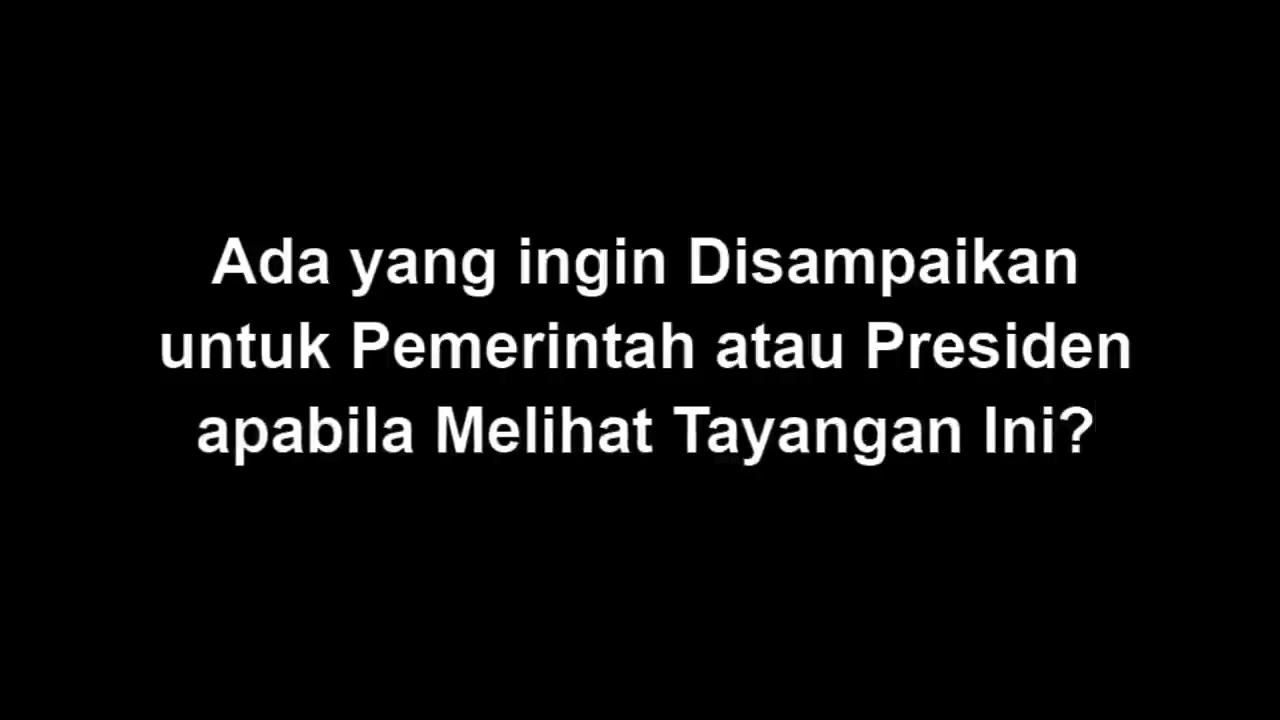 Ada yang ingin Disampaikan
untuk Pemerintah atau Presiden
apabila Melihat Tayangan Ini?